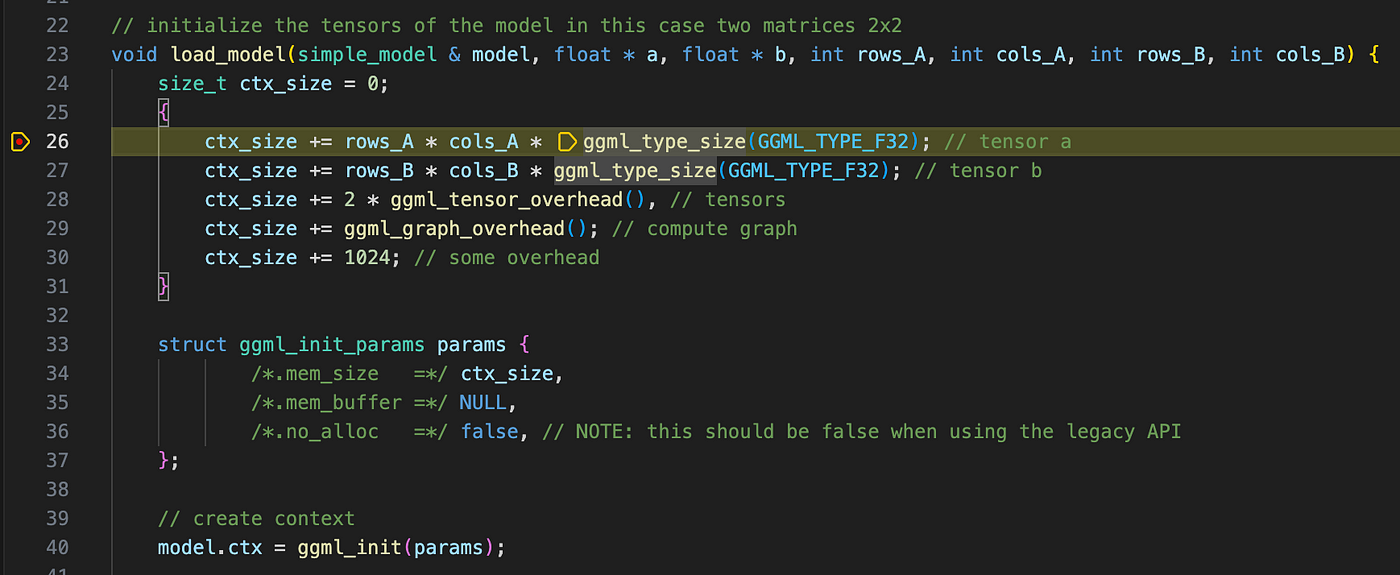 22 // initialize the tensors of the model in this case two matrices 2x2
23 void load_model(simple_model & model, float * a, float * b, int rows_A, int cols_A, int rows_B, int cols_B) {
24     size_t ctx_size = 0;
25     {
26         ctx_size += rows_A * cols_A * ggml_type_size(GGML_TYPE_F32); // tensor a
27         ctx_size += rows_B * cols_B * ggml_type_size(GGML_TYPE_F32); // tensor b
28         ctx_size += 2 * ggml_tensor_overhead(), // tensors
29         ctx_size += ggml_graph_overhead(); // compute graph
30         ctx_size += 1024; // some overhead
31     }
32
33     struct ggml_init_params params {
34             /*.mem_size   =*/ ctx_size,
35             /*.mem_buffer =*/ NULL,
36             /*.no_alloc   =*/ false, // NOTE: this should be false when using the legacy API
37     };
38
39     // create context
40     model.ctx = ggml_init(params);